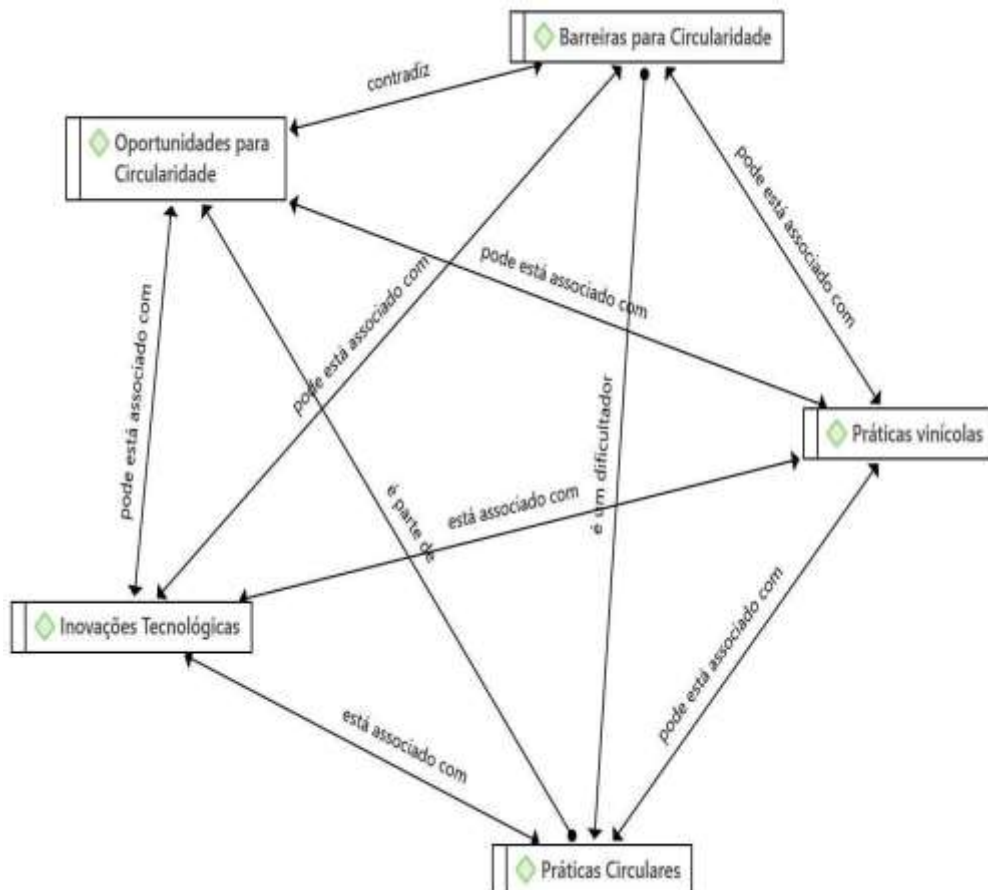 Barreiras para Circularidade
contradiz
Oportunidades para
Circularidade
pode está associado com
pode está associado com
pode está associado com
pode está associado com
Práticas vinícolas
é um dificultador
está associado com
é parte de
Inovações Tecnológicas
pode está associado com
está associado com
Práticas Circulares